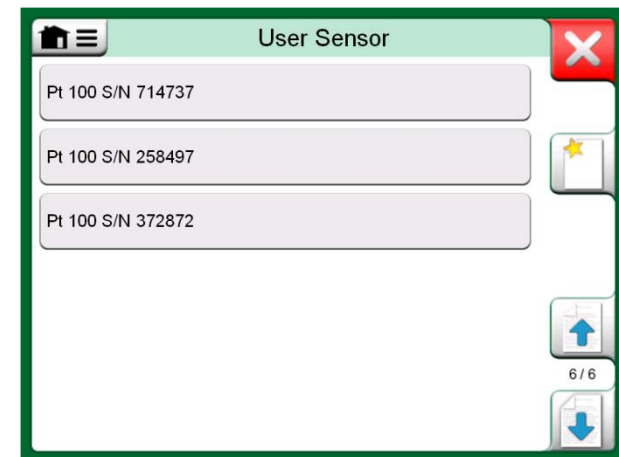 User Sensor
Pt 100 S/N 714737
Pt 100 S/N 258497
Pt 100 S/N 372872
6 / 6